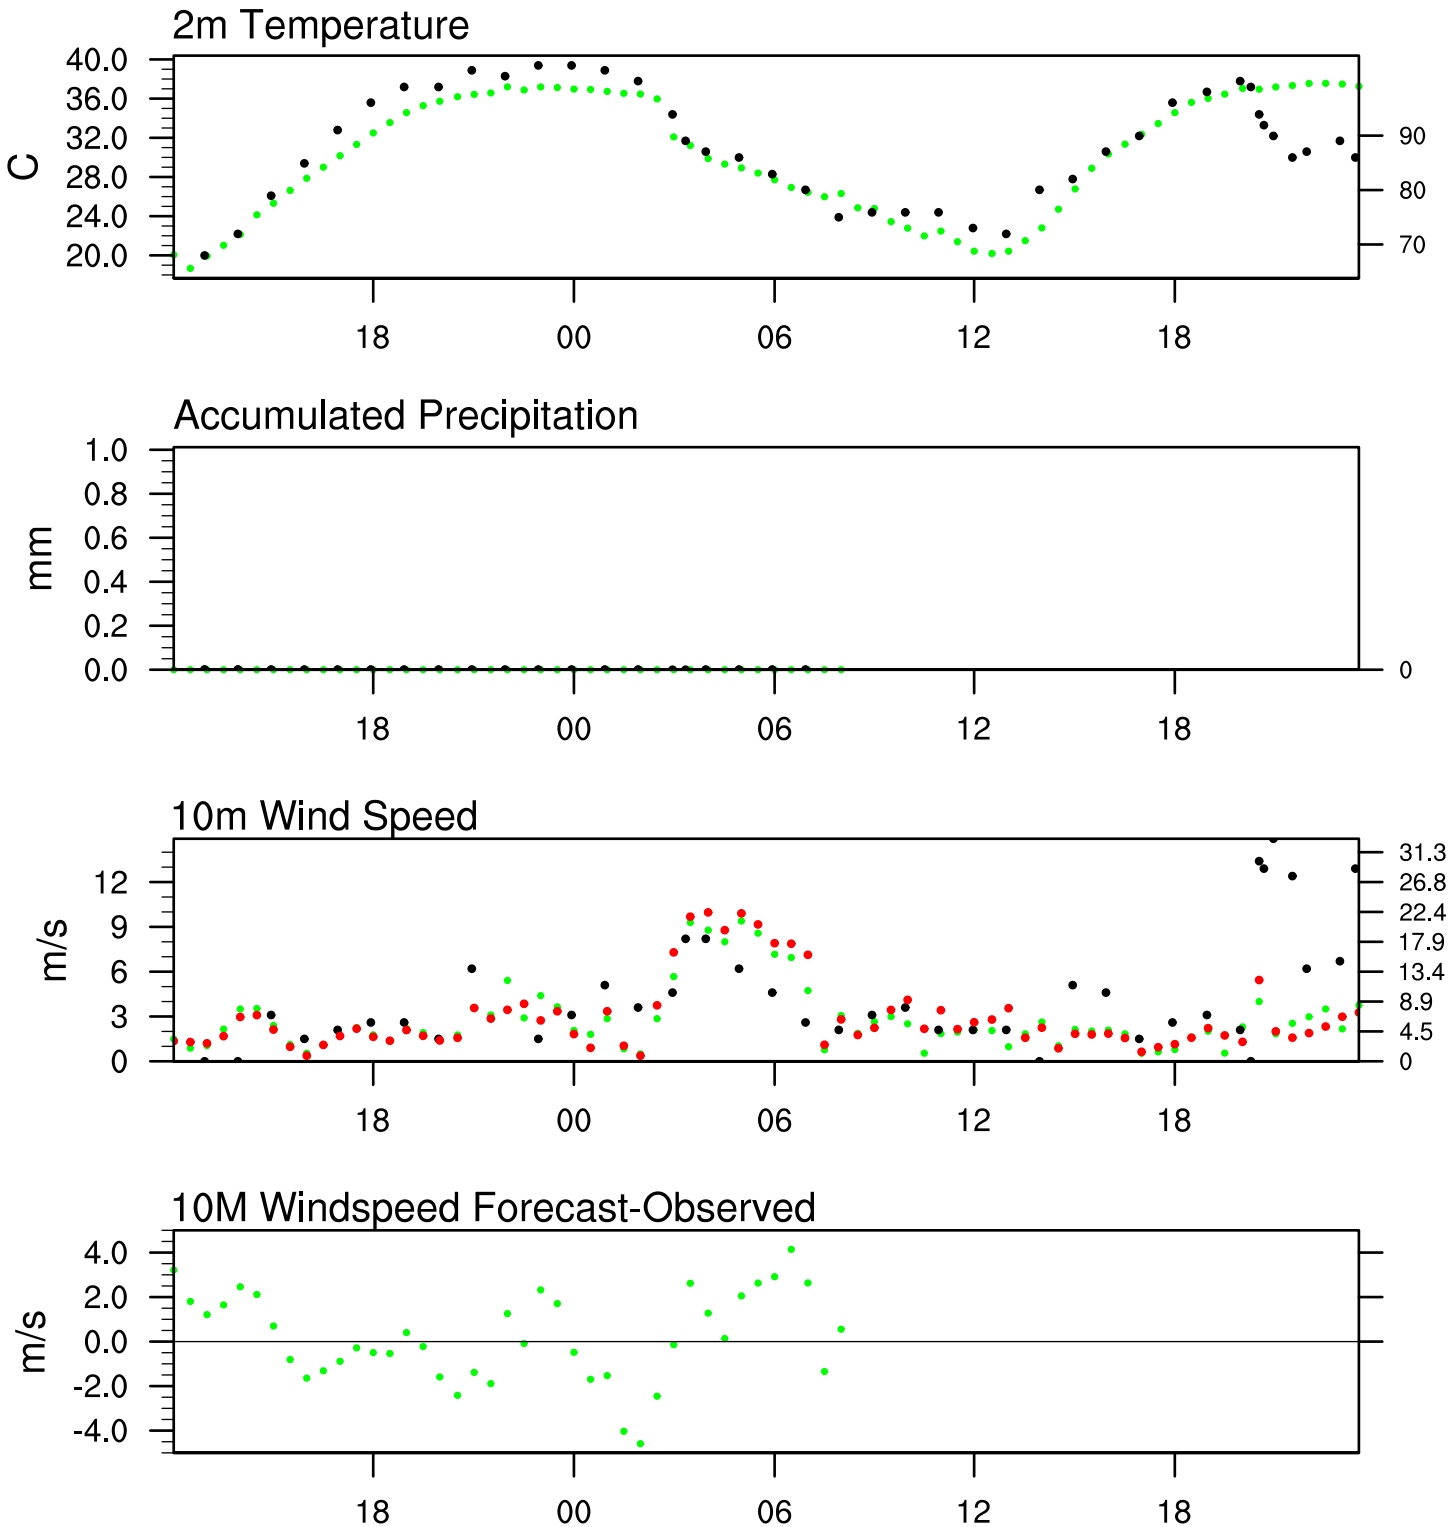 2m Temperature
40.0
36.0
32.0
28.0
24.0
20.0
C
90
80
70
18 00 06 12 18
Accumulated Precipitation
1.0
0.8
0.6
0.4
0.2
0.0
mm
0
18 00 06 12 18
10m Wind Speed
12
9
6
3
0
m/s
31.3
26.8
22.4
17.9
13.4
8.9
4.5
0
18 00 06 12 18
10M Windspeed Forecast-Observed
4.0
2.0
0.0
-2.0
-4.0
m/s
18 00 06 12 18